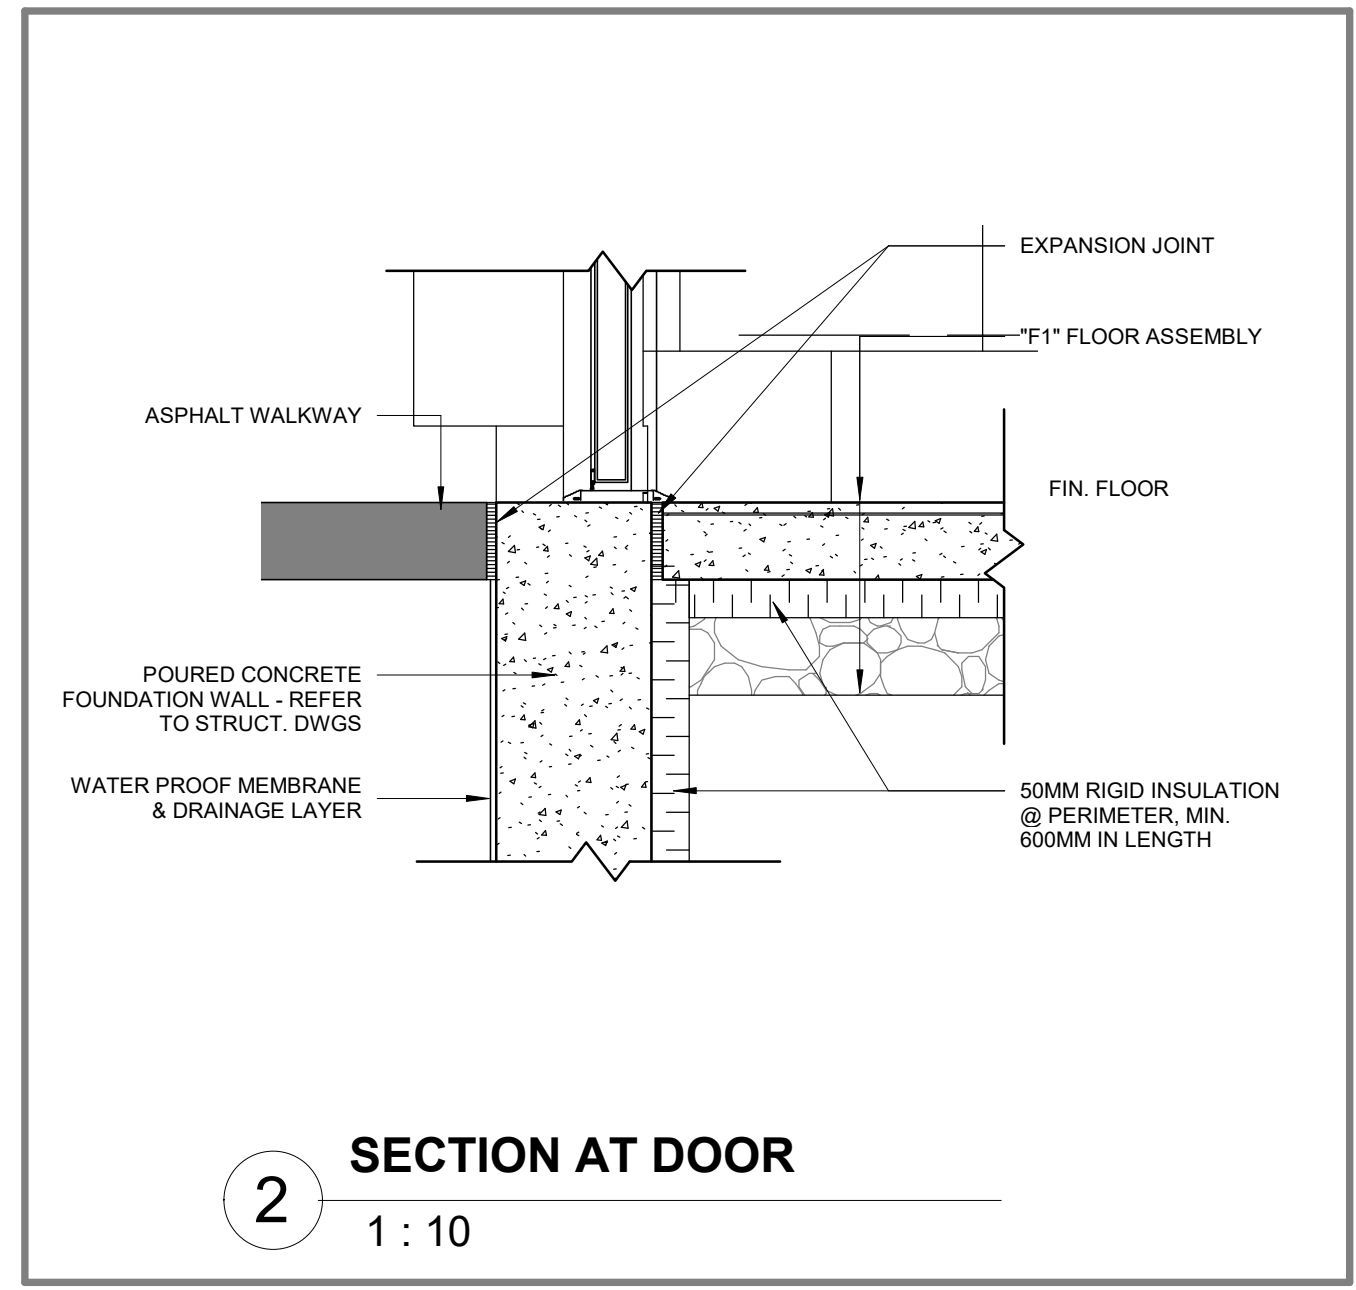 EXPANSION JOINT
"F1" FLOOR ASSEMBLY
ASPHALT WALKWAY
FIN. FLOOR
POURED CONCRETE
FOUNDATION WALL - REFER
TO STRUCT. DWGS
WATER PROOF MEMBRANE
& DRAINAGE LAYER
50MM RIGID INSULATION
@ PERIMETER, MIN.
600MM IN LENGTH
2
SECTION AT DOOR
1 : 10